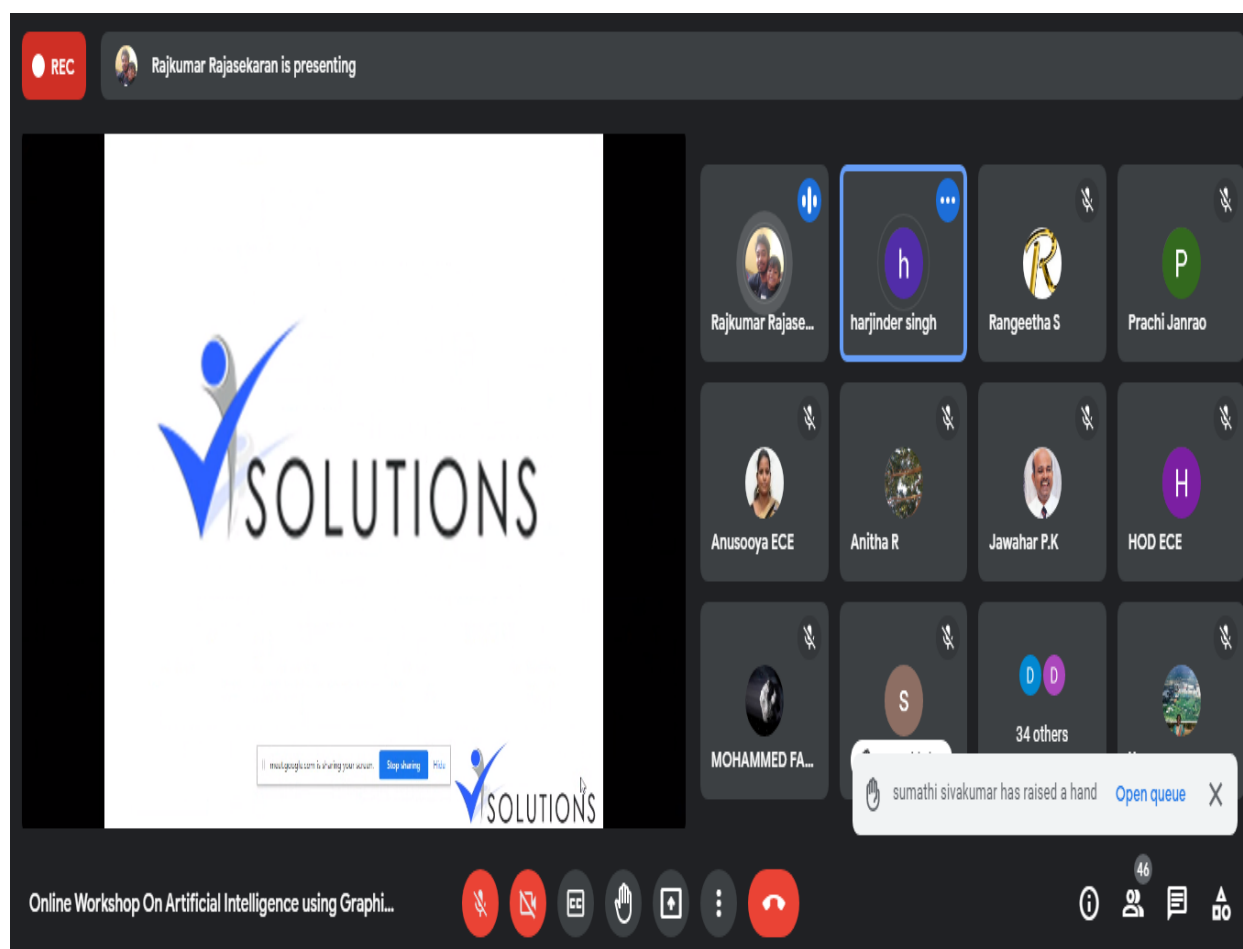 REC
Rajkumar Rajasekaran is presenting
SOLUTIONS
meet.google.com is sharing your screen. Stop sharing Hide
SOLUTIONS
Rajkumar Rajase...
h
harjinder singh
R
Rangeetha S
P
Prachi Janrao
Anusooya ECE
Anitha R
Jawahar P.K
H
HOD ECE
MOHAMMED FA...
S
D D
34 others
sumathi sivakumar has raised a hand Open queue X
Online Workshop On Artificial Intelligence using Graphi...
CC
46